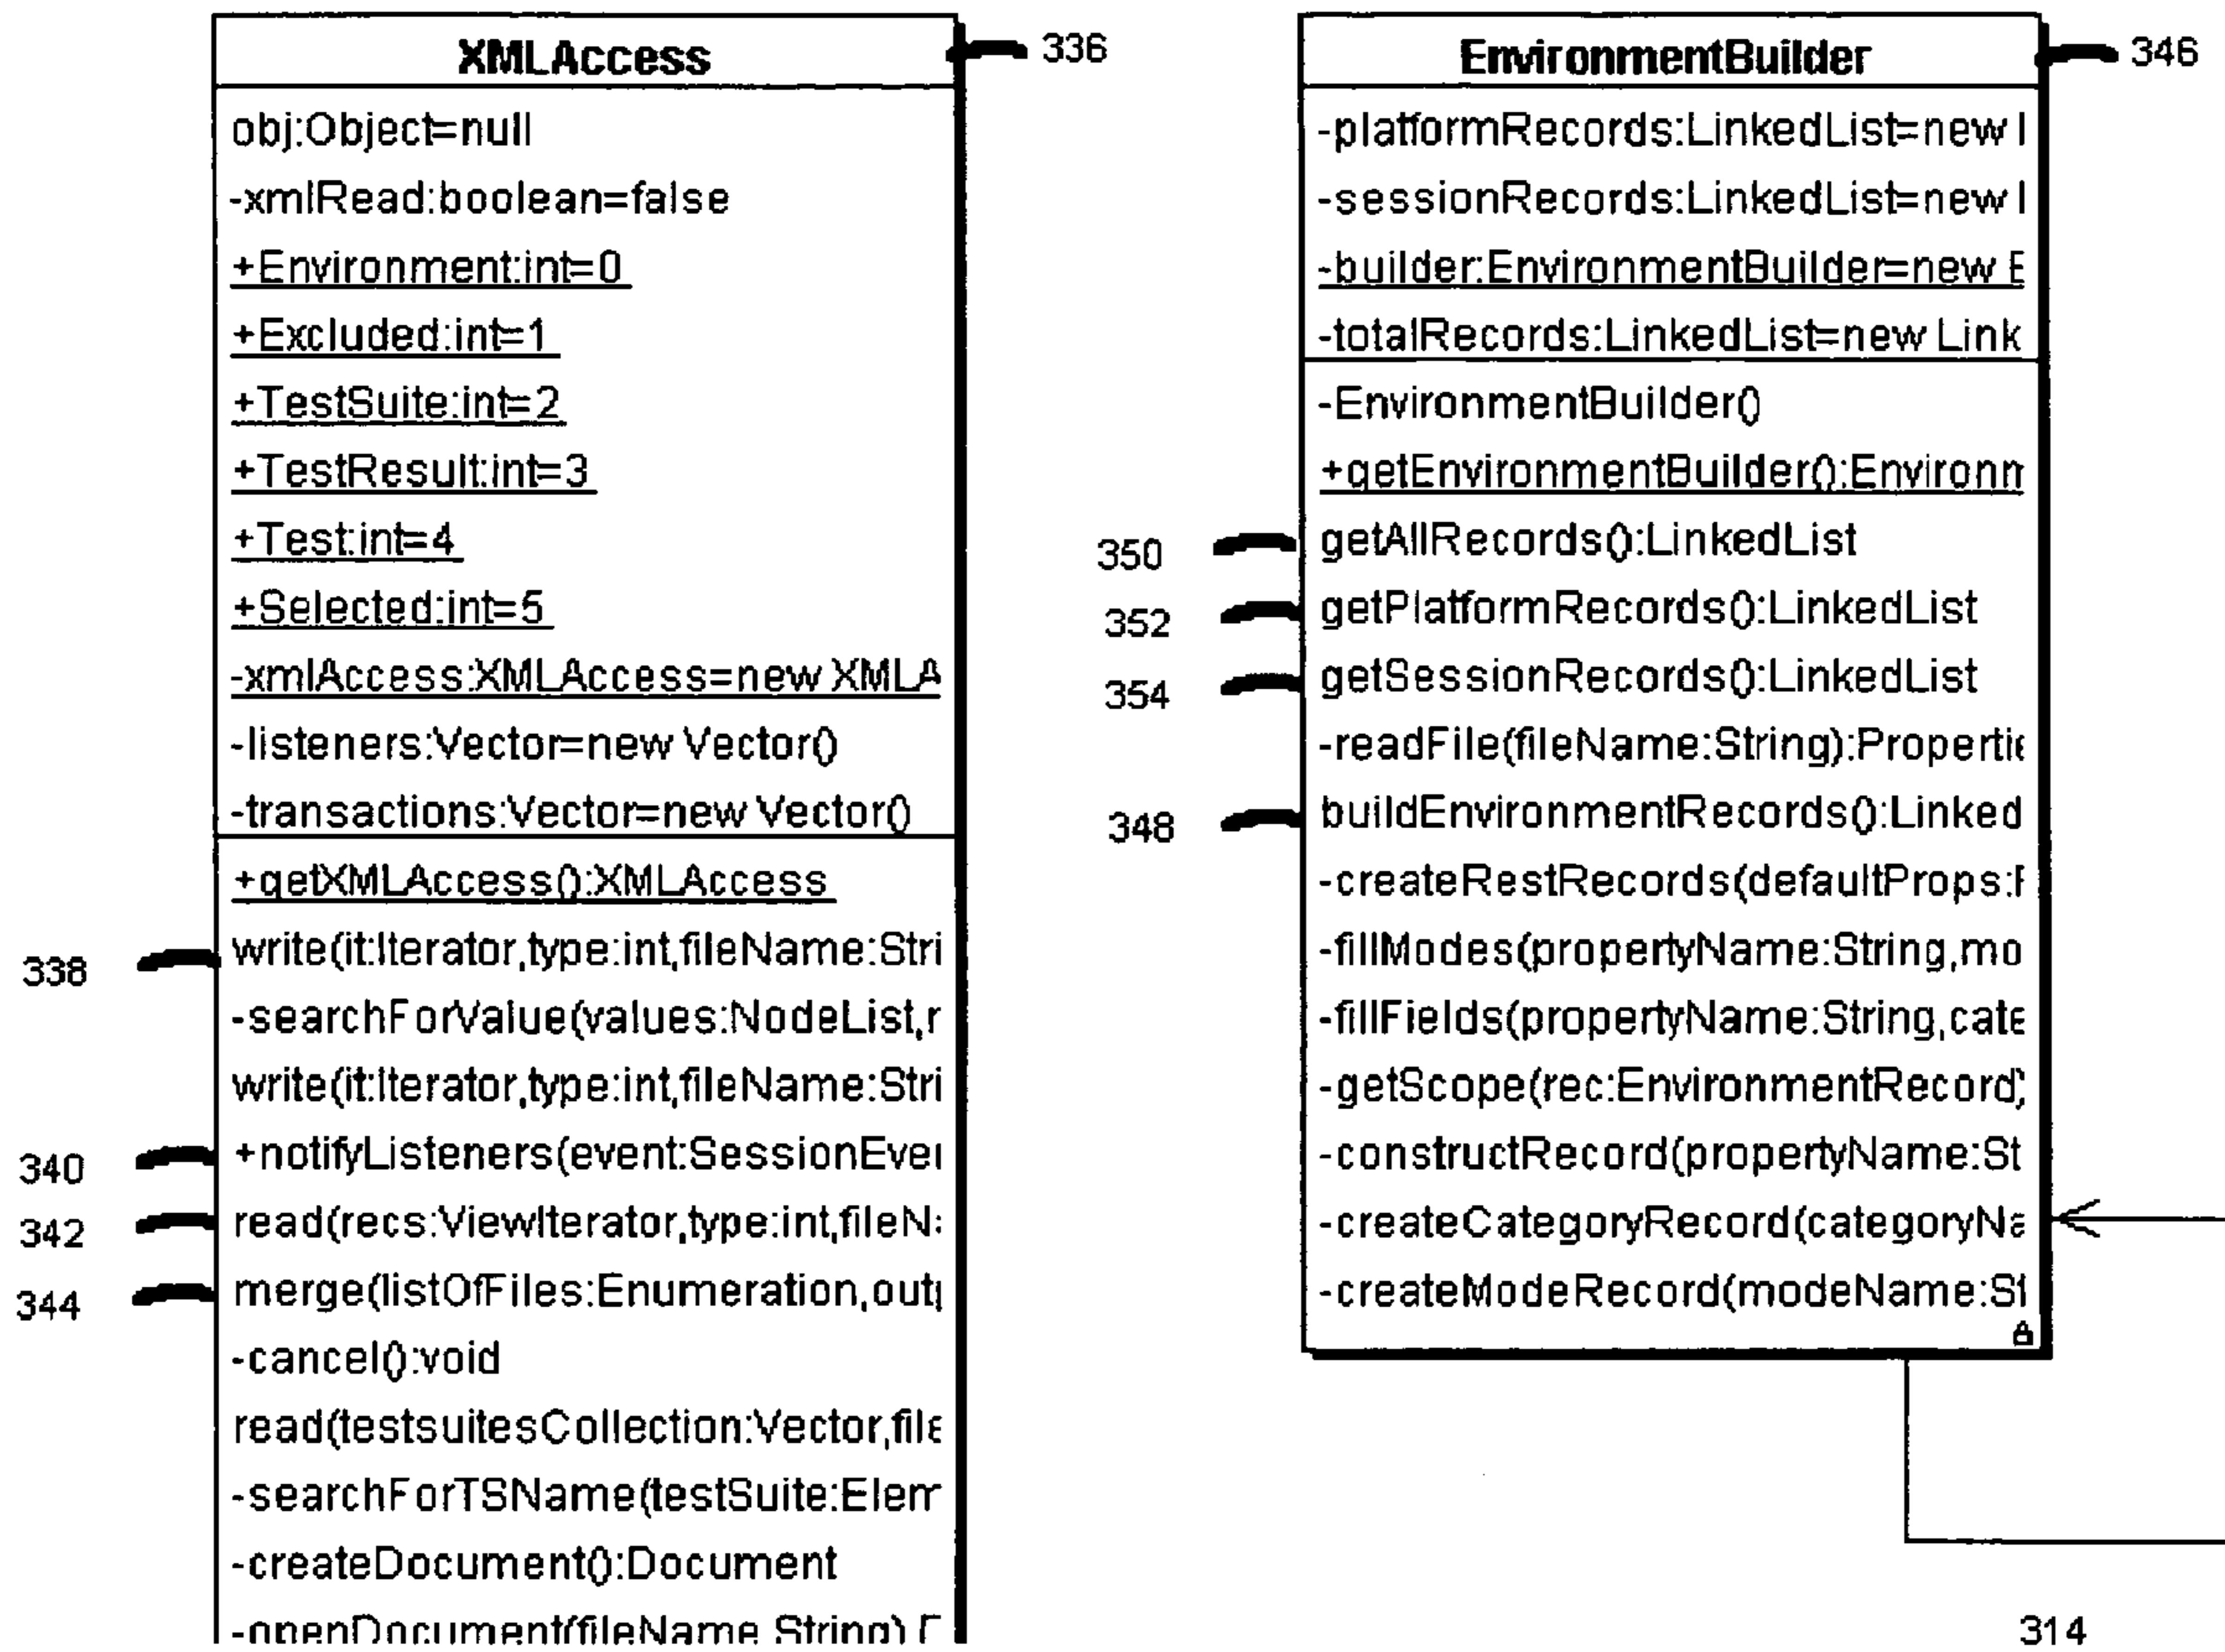 XMLAccess
336
obj:Object=null
-xmlRead:boolean=false
+Environment:int=0
+Excluded:int=1
+TestSuite:int=2
+TestResult:int=3
+Test:int=4
+Selected:int=5
-xmlAccess:XMLAccess=new XMLA
-listeners:Vector=new Vector()
-transactions:Vector=new Vector()
+getXMLAccess():XMLAccess
338
write(it:Iterator,type:int,fileName:Stri
-searchForValue(values:NodeList,r
write(it:Iterator,type:int,fileName:Stri
340
+notifyListeners(event:SessionEve
342
read(recs:ViewIterator,type:int,fileN
344
merge(listOfFiles:Enumeration,out
-cancel():void
read(testsuitesCollection:Vector,file
-searchForTSName(testSuite:Elem
-createDocument():Document
-openDocument(fileName:String)
EnvironmentBuilder
346
-platformRecords:LinkedList=new
-sessionRecords:LinkedList=new
-builder:EnvironmentBuilder=new E
-totalRecords:LinkedList=new Link
-EnvironmentBuilder()
+getEnvironmentBuilder():Environ
350
getAllRecords():LinkedList
352
getPlatformRecords():LinkedList
354
getSessionRecords():LinkedList
-readFile(fileName:String):Propertie
348
buildEnvironmentRecords():Linked
-createRestRecords(defaultProps:
-fillModes(propertyName:String,mo
-fillFields(propertyName:String,cate
-getScope(rec:EnvironmentRecord)
-constructRecord(propertyName:St
-createCategoryRecord(categoryNa
-createModeRecord(modeName:St
314